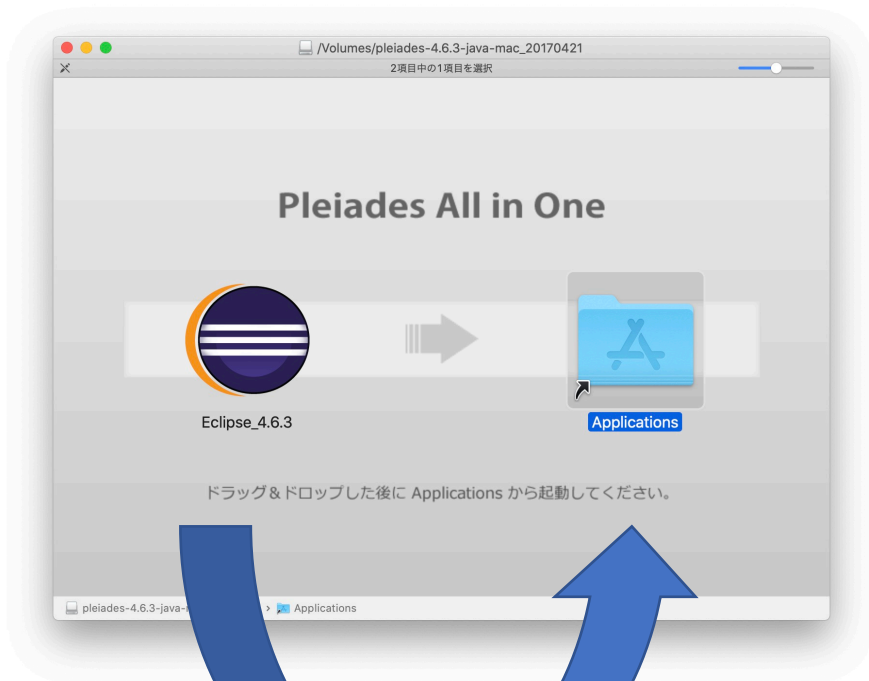 /Volumes/pleiades-4.6.3-java-mac_20170421
2項目中の1項目を選択
Pleiades All in One
Eclipse_4.6.3
Applications
ドラッグ&ドロップした後に Applications から起動してください。
pleiades-4.6.3-java- › Applications